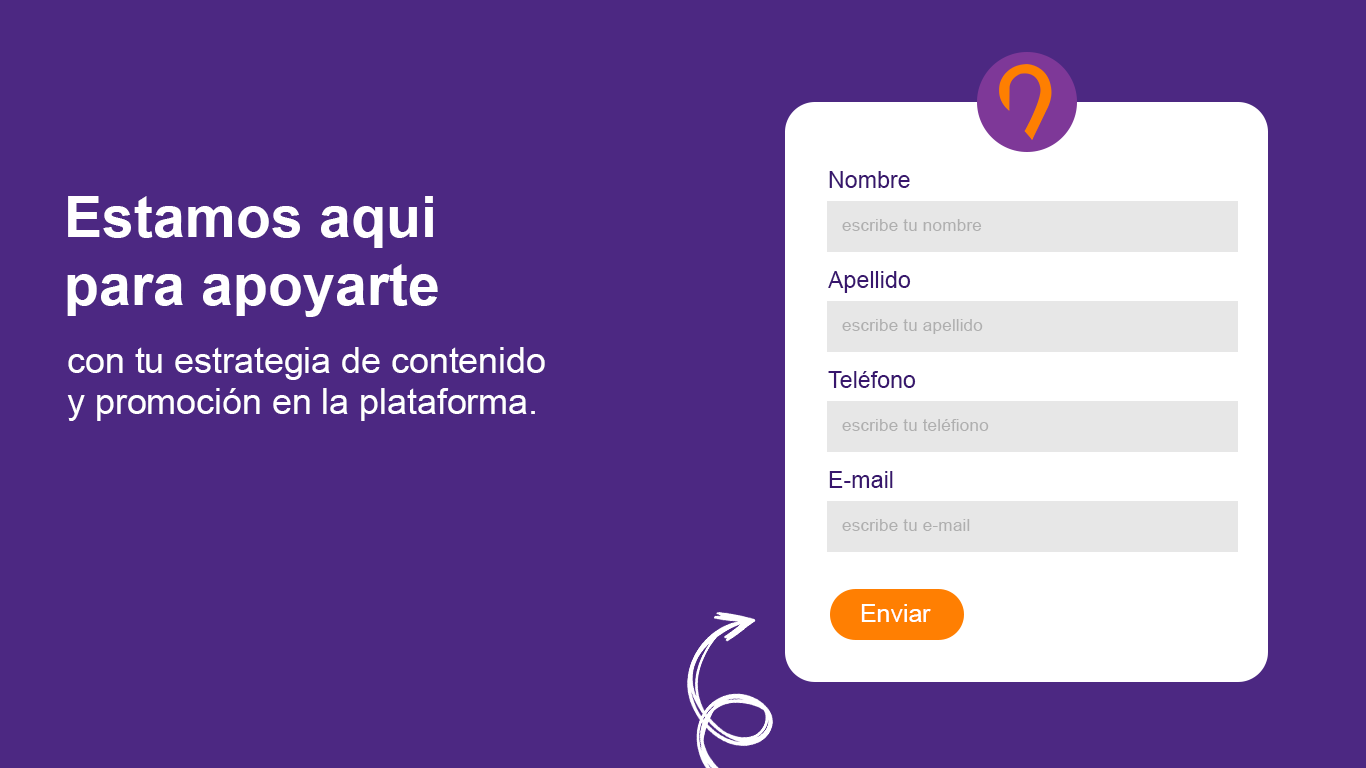 Estamos aqui
para apoyarte
con tu estrategia de contenido
y promoción en la plataforma.
Nombre
escribe tu nombre
Apellido
escribe tu apellido
Teléfono
escribe tu teléfiono
E-mail
escribe tu e-mail
Enviar